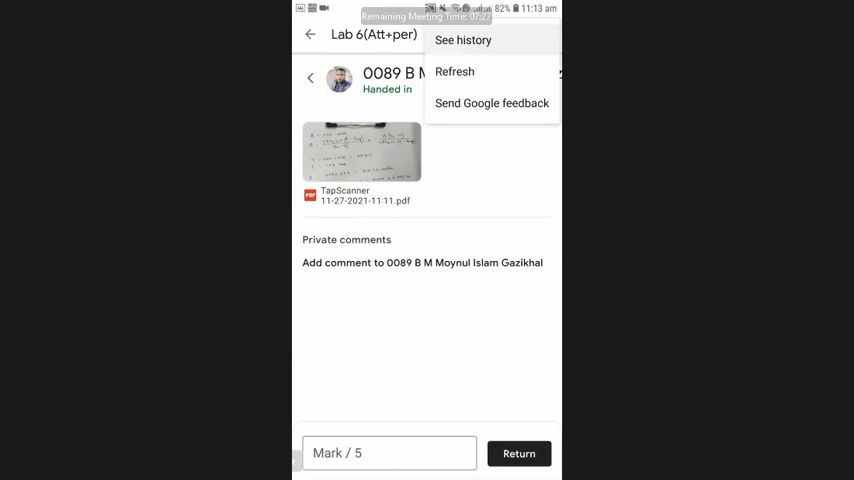 Remaining Meeting Time: 07:27
82% 11:13 am
Lab 6(Att+per)
See history
Refresh
Send Google feedback
0089 B M
Handed in
PDF
TapScanner
11-27-2021-11:11.pdf
Private comments
Add comment to 0089 B M Moynul Islam Gazikhal
Mark / 5
Return